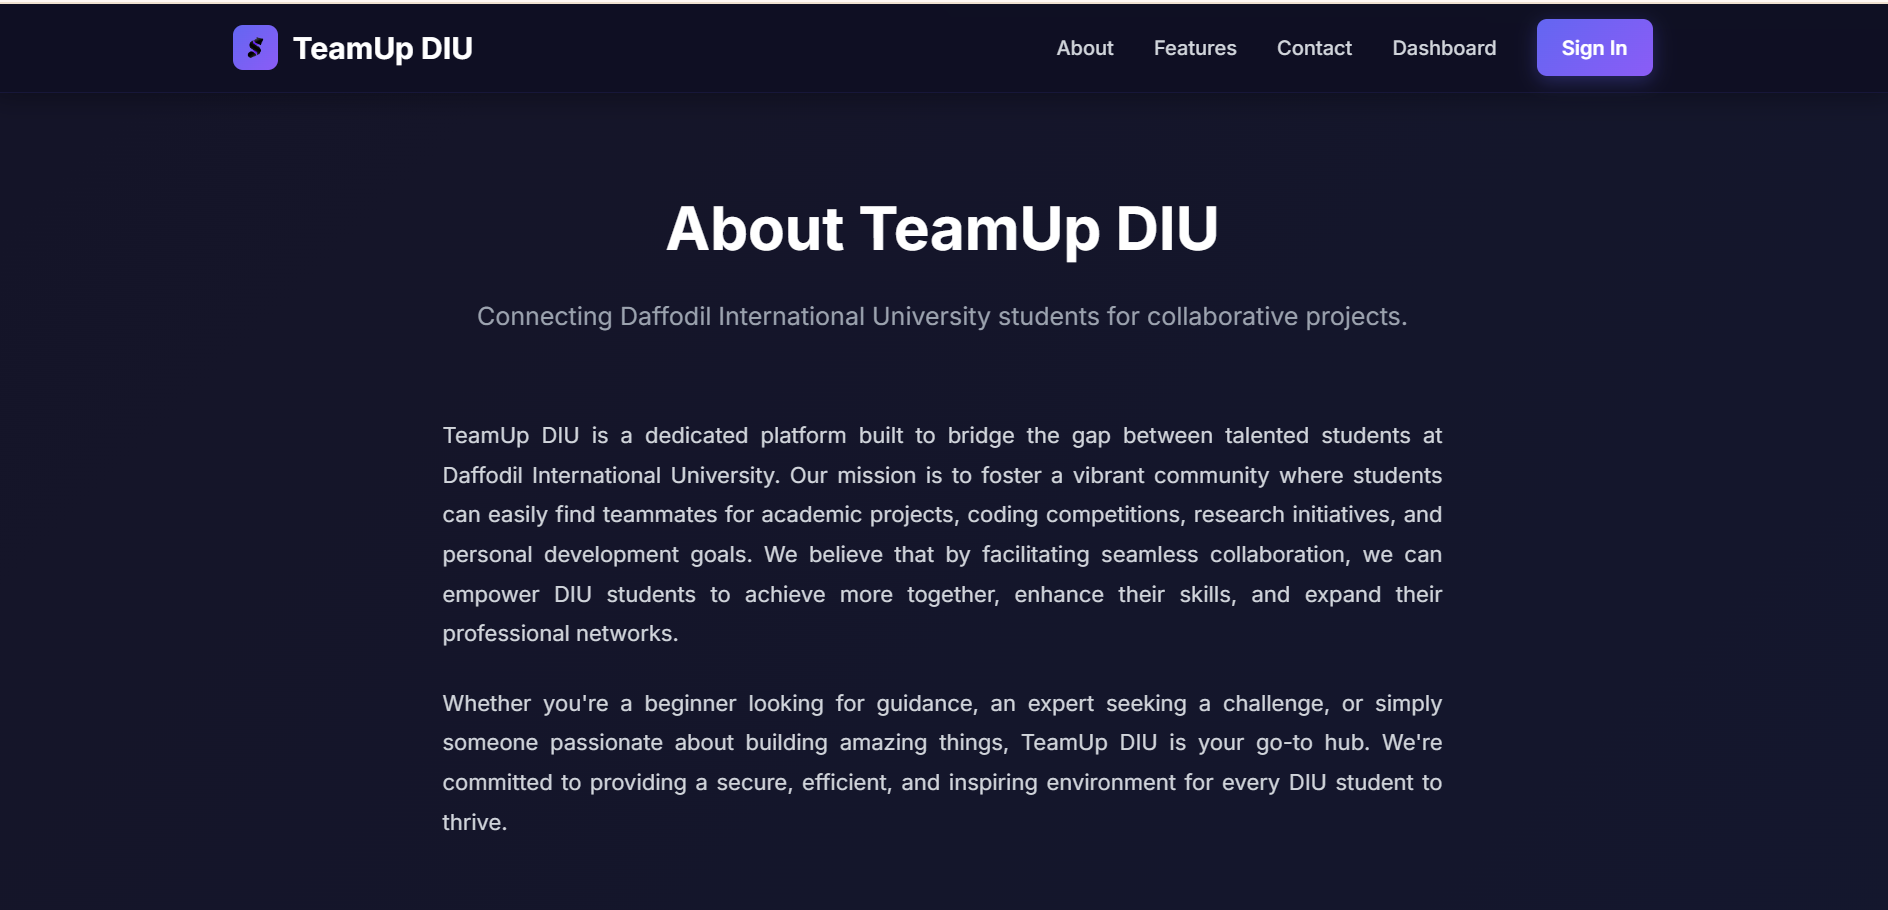 TeamUp DIU
About
Features
Contact
Dashboard
Sign In
About TeamUp DIU
Connecting Daffodil International University students for collaborative projects.
TeamUp DIU is a dedicated platform built to bridge the gap between talented students at
Daffodil International University. Our mission is to foster a vibrant community where students
can easily find teammates for academic projects, coding competitions, research initiatives, and
personal development goals. We believe that by facilitating seamless collaboration, we can
empower DIU students to achieve more together, enhance their skills, and expand their
professional networks.
Whether you're a beginner looking for guidance, an expert seeking a challenge, or simply
someone passionate about building amazing things, TeamUp DIU is your go-to hub. We're
committed to providing a secure, efficient, and inspiring environment for every DIU student to
thrive.